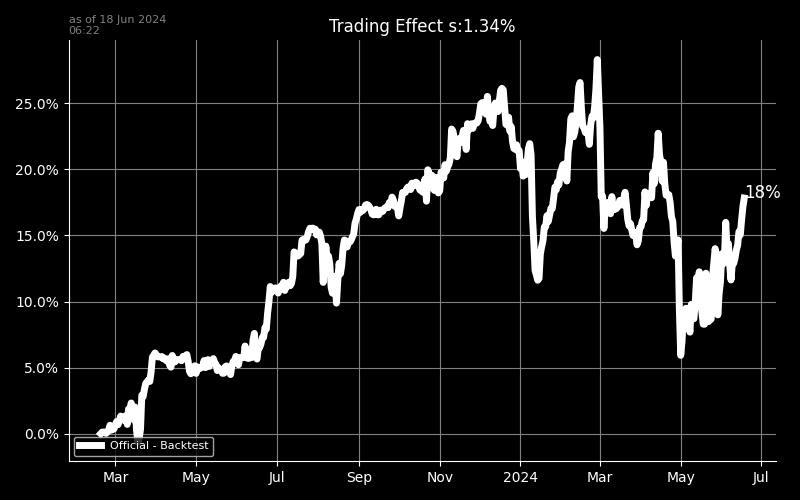 as of 18 Jun 2024
06:22
Trading Effect s:1.34%
25.0%
20.0%
15.0%
10.0%
5.0%
0.0%
18%
Official - Backtest
Mar May Jul Sep Nov 2024 Mar May Jul